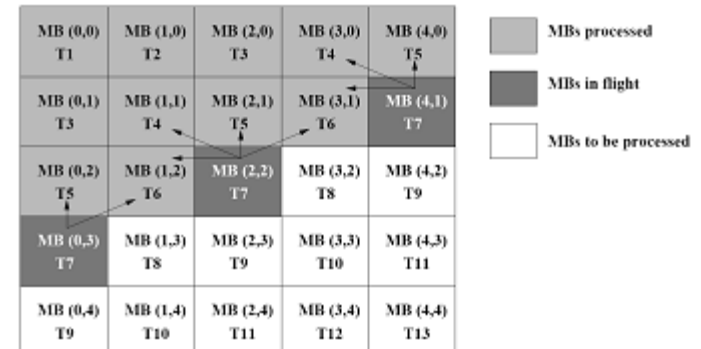 MB (0,0) MB (1,0) MB (2,0) MB (3,0) MB (4,0)
T1 T2 T3 T4 T5
MB (0,1) MB (1,1) MB (2,1) MB (3,1) MB (4,1)
T3 T4 T5 T6 T7
MB (0,2) MB (1,2) MB (2,2) MB (3,2) MB (4,2)
T5 T6 T7 T8 T9
MB (0,3) MB (1,3) MB (2,3) MB (3,3) MB (4,3)
T7 T8 T9 T10 T11
MB (0,4) MB (1,4) MB (2,4) MB (3,4) MB (4,4)
T9 T10 T11 T12 T13
MBs processed
MBs in flight
MBs to be processed